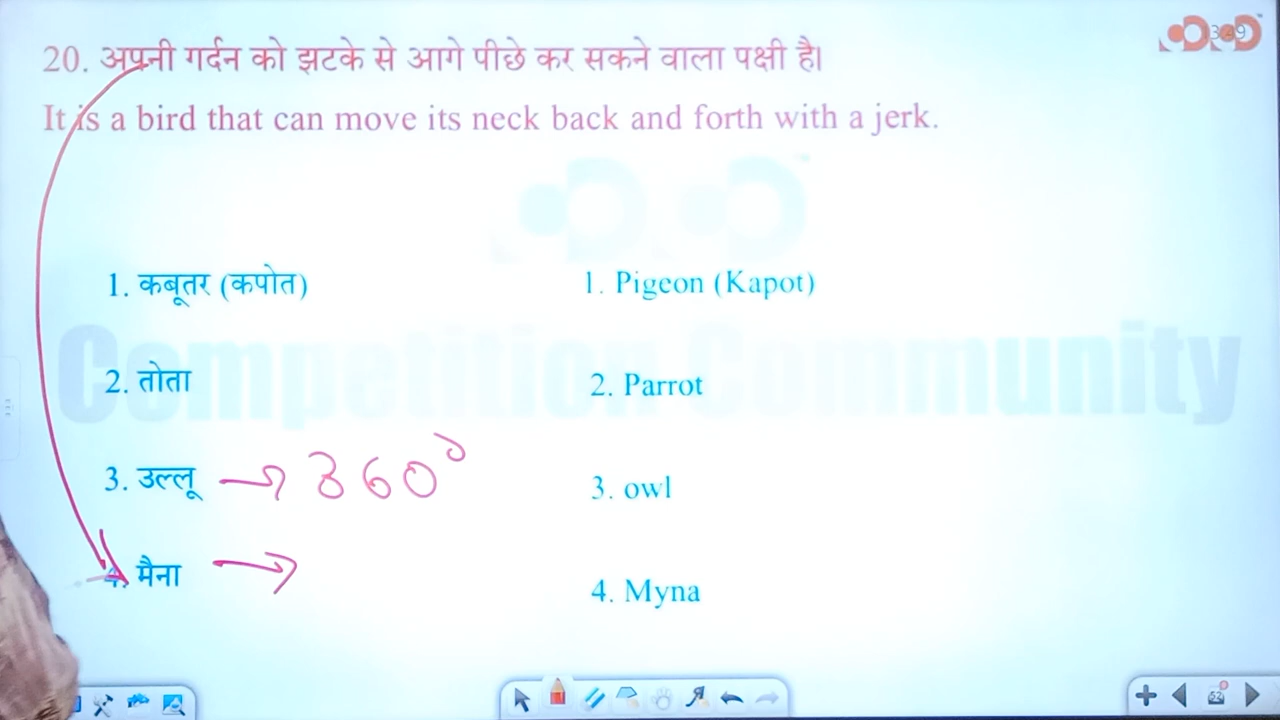 20. अपनी गर्दन को झटके से आगे पीछे कर सकने वाला पक्षी है।
It is a bird that can move its neck back and forth with a jerk.
1. कबूतर (कपोत) 1. Pigeon (Kapot)
Competition Community
2. तोता 2. Parrot
3. उल्लू → 360° 3. owl
4. मैना → 4. Myna